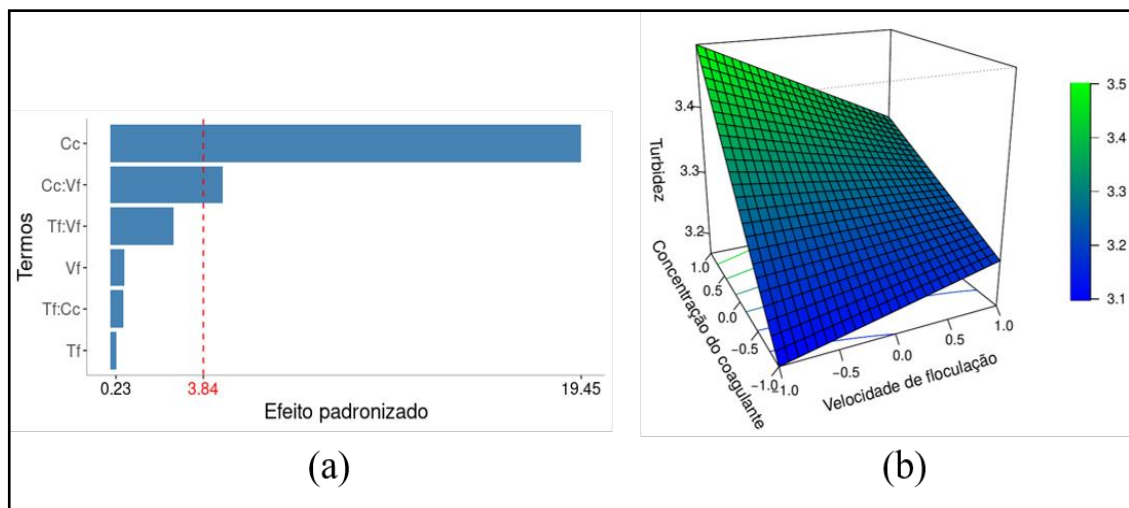 Termos
Cc
Cc:Vf
Tf:Vf
Vf
Tf:Cc
Tf
0.23
3.84
19.45
Efeito padronizado
(a)
Turbidez
3.4
3.3
3.2
Concentração do coagulante
1.0
0.5
0.0
−0.5
−1.0
Velocidade de floculação
−1.0
−0.5
0.0
0.5
1.0
3.5
3.4
3.3
3.2
3.1
(b)